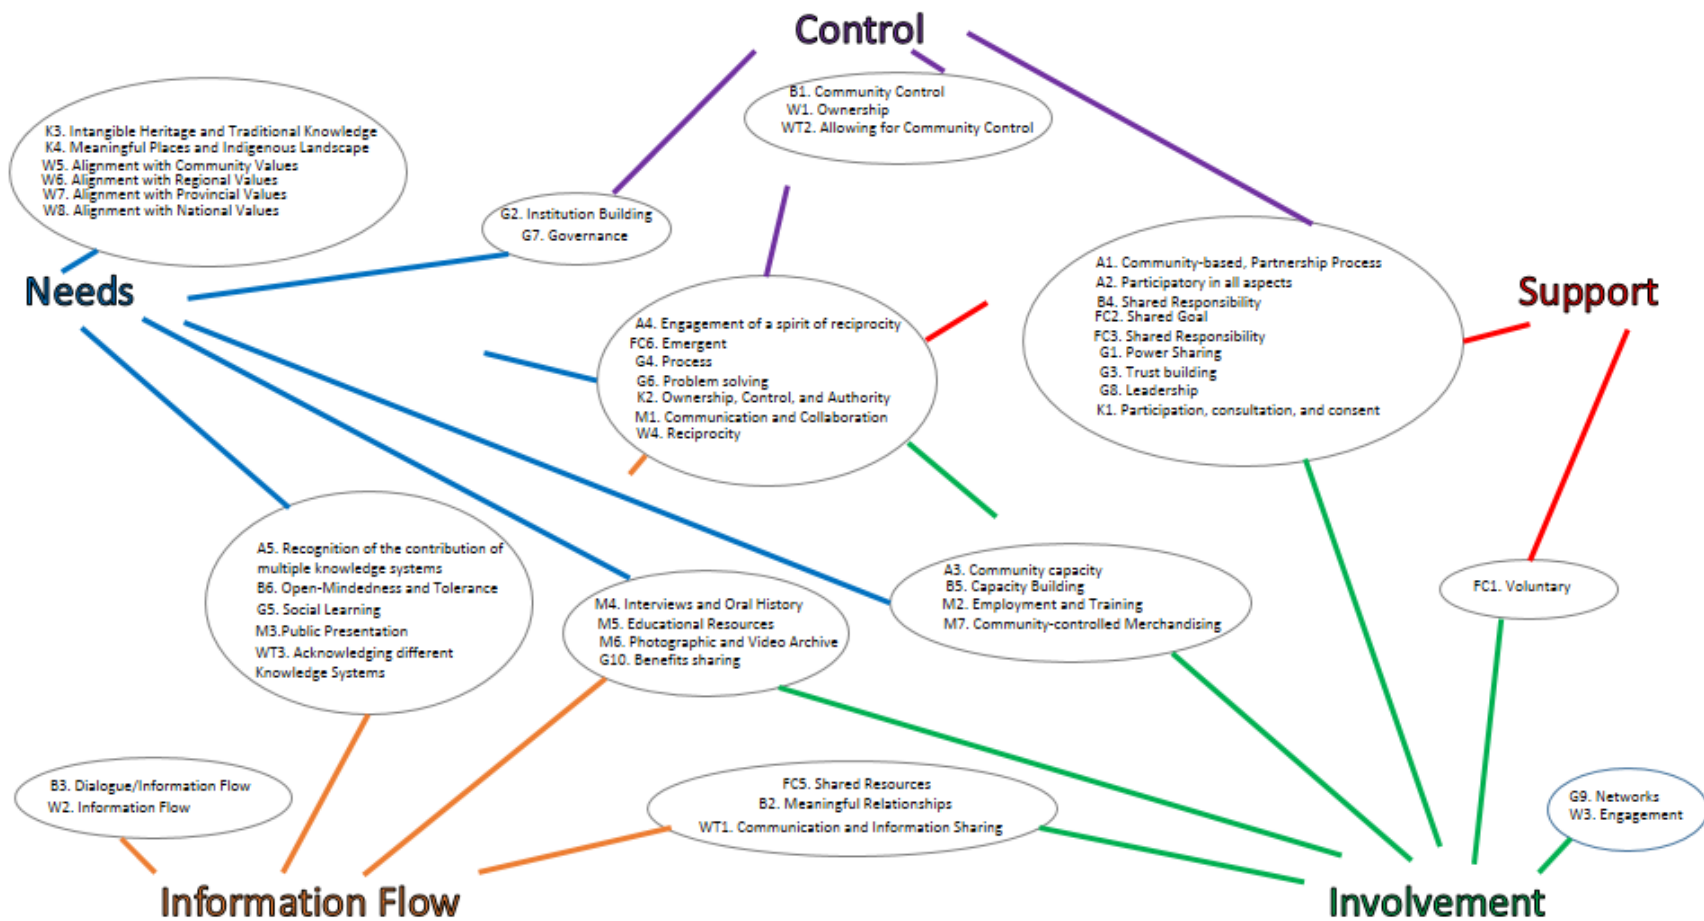 Control
B1. Community Control
W1. Ownership
WT2. Allowing for Community Control
K3. Intangible Heritage and Traditional Knowledge
K4. Meaningful Places and Indigenous Landscape
W5. Alignment with Community Values
W6. Alignment with Regional Values
W7. Alignment with Provincial Values
W8. Alignment with National Values
G2. Institution Building
G7. Governance
Needs
A1. Community-based, Partnership Process
A2. Participatory in all aspects
B4. Shared Responsibility
FC2. Shared Goal
FC3. Shared Responsibility
G1. Power Sharing
G3. Trust building
G8. Leadership
K1. Participation, consultation, and consent
Support
A4. Engagement of a spirit of reciprocity
FC6. Emergent
G4. Process
G6. Problem solving
K2. Ownership, Control, and Authority
M1. Communication and Collaboration
W4. Reciprocity
A5. Recognition of the contribution of
multiple knowledge systems
B6. Open-Mindedness and Tolerance
G5. Social Learning
M3.Public Presentation
WT3. Acknowledging different
Knowledge Systems
M4. Interviews and Oral History
M5. Educational Resources
M6. Photographic and Video Archive
G10. Benefits sharing
A3. Community capacity
B5. Capacity Building
M2. Employment and Training
M7. Community-controlled Merchandising
FC1. Voluntary
B3. Dialogue/Information Flow
W2. Information Flow
FC5. Shared Resources
B2. Meaningful Relationships
WT1. Communication and Information Sharing
G9. Networks
W3. Engagement
Information Flow
Involvement